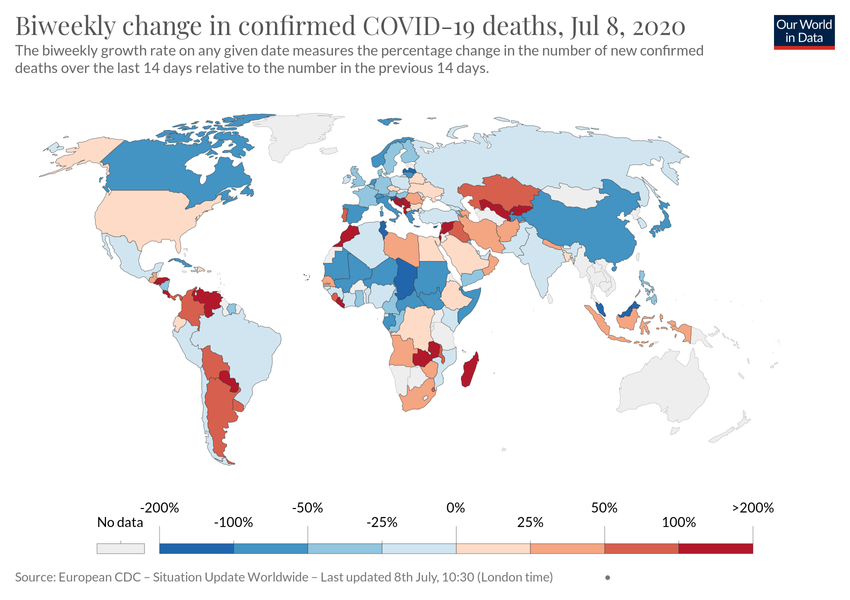 Biweekly change in confirmed COVID-19 deaths, Jul 8, 2020
Our World
in Data
The biweekly growth rate on any given date measures the percentage change in the number of new confirmed
deaths over the last 14 days relative to the number in the previous 14 days.
-200% -50% 0% 50% >200%
No data -100% -25% 25% 100%
Source: European CDC – Situation Update Worldwide – Last updated 8th July, 10:30 (London time) •